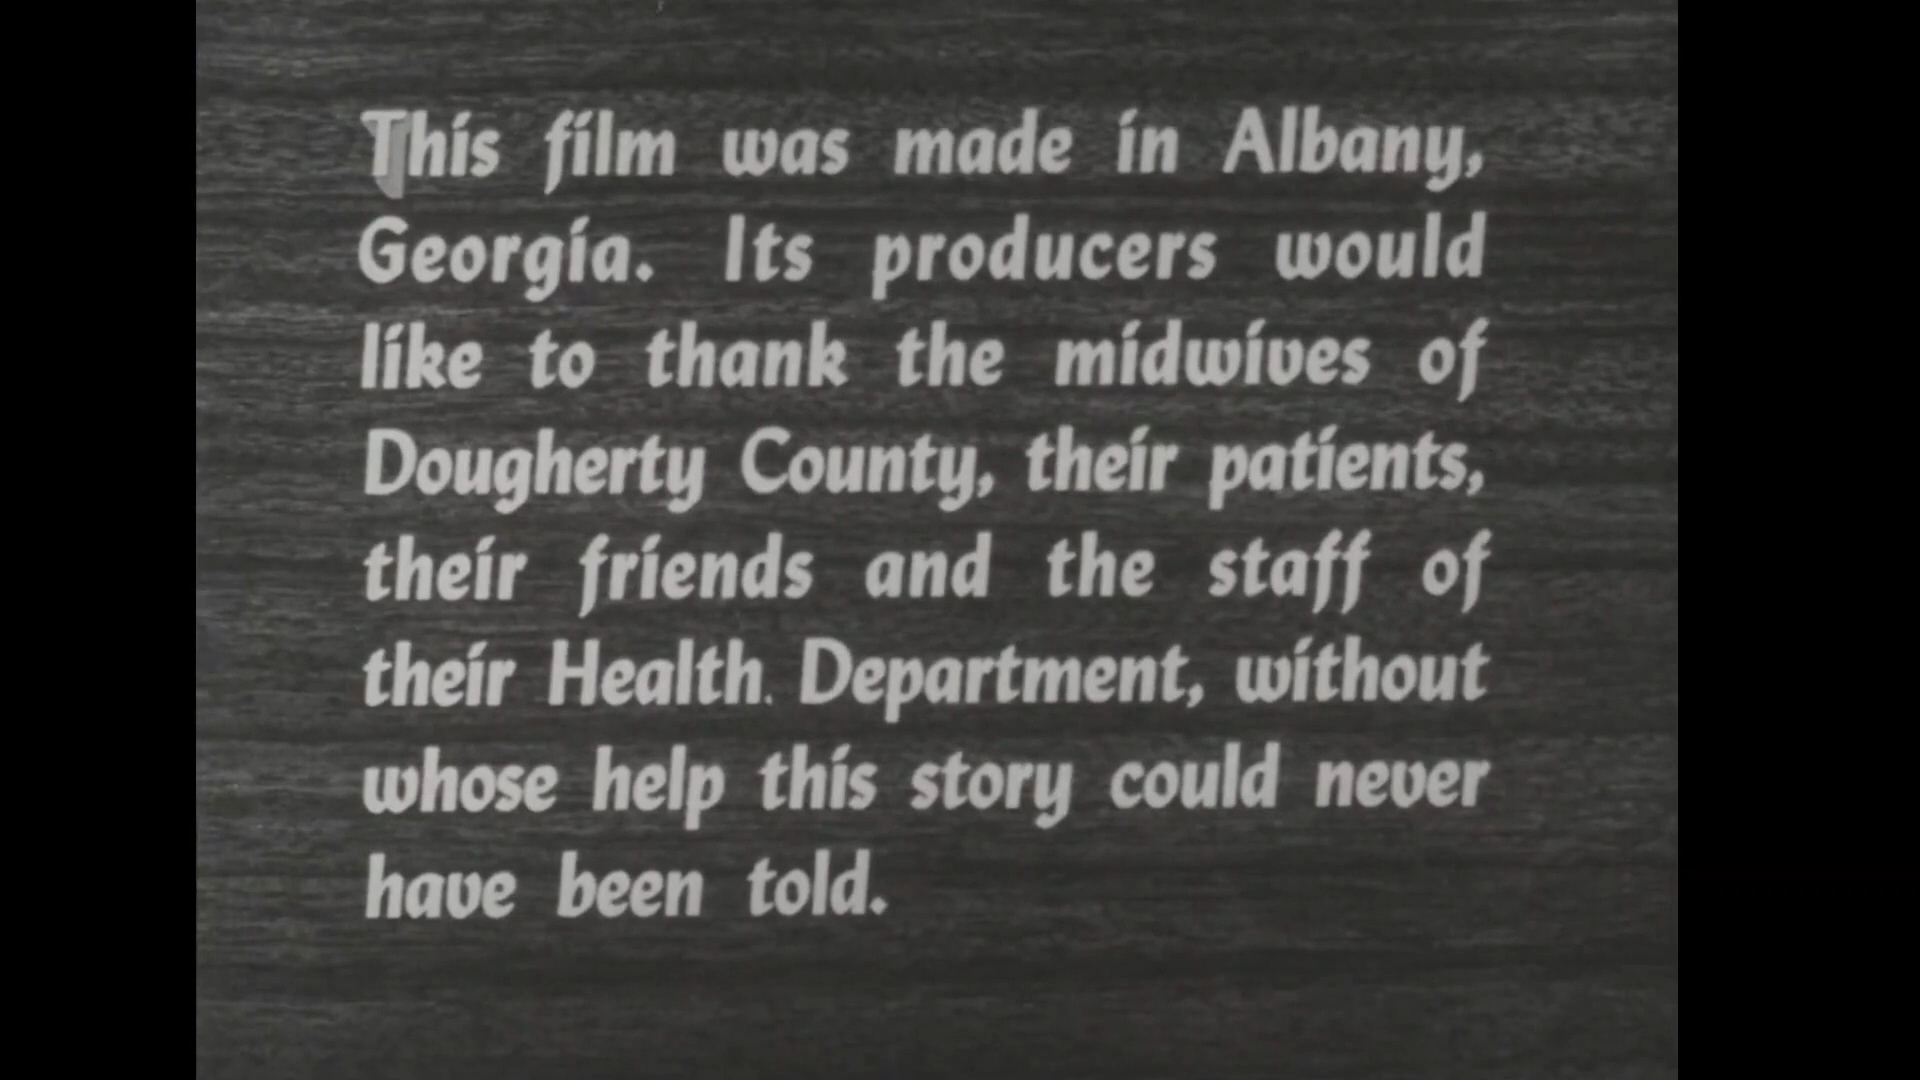 This film was made in Albany,
Georgia. Its producers would
like to thank the midwives of
Dougherty County, their patients,
their friends and the staff of
their Health. Department, without
whose help this story could never
have been told.